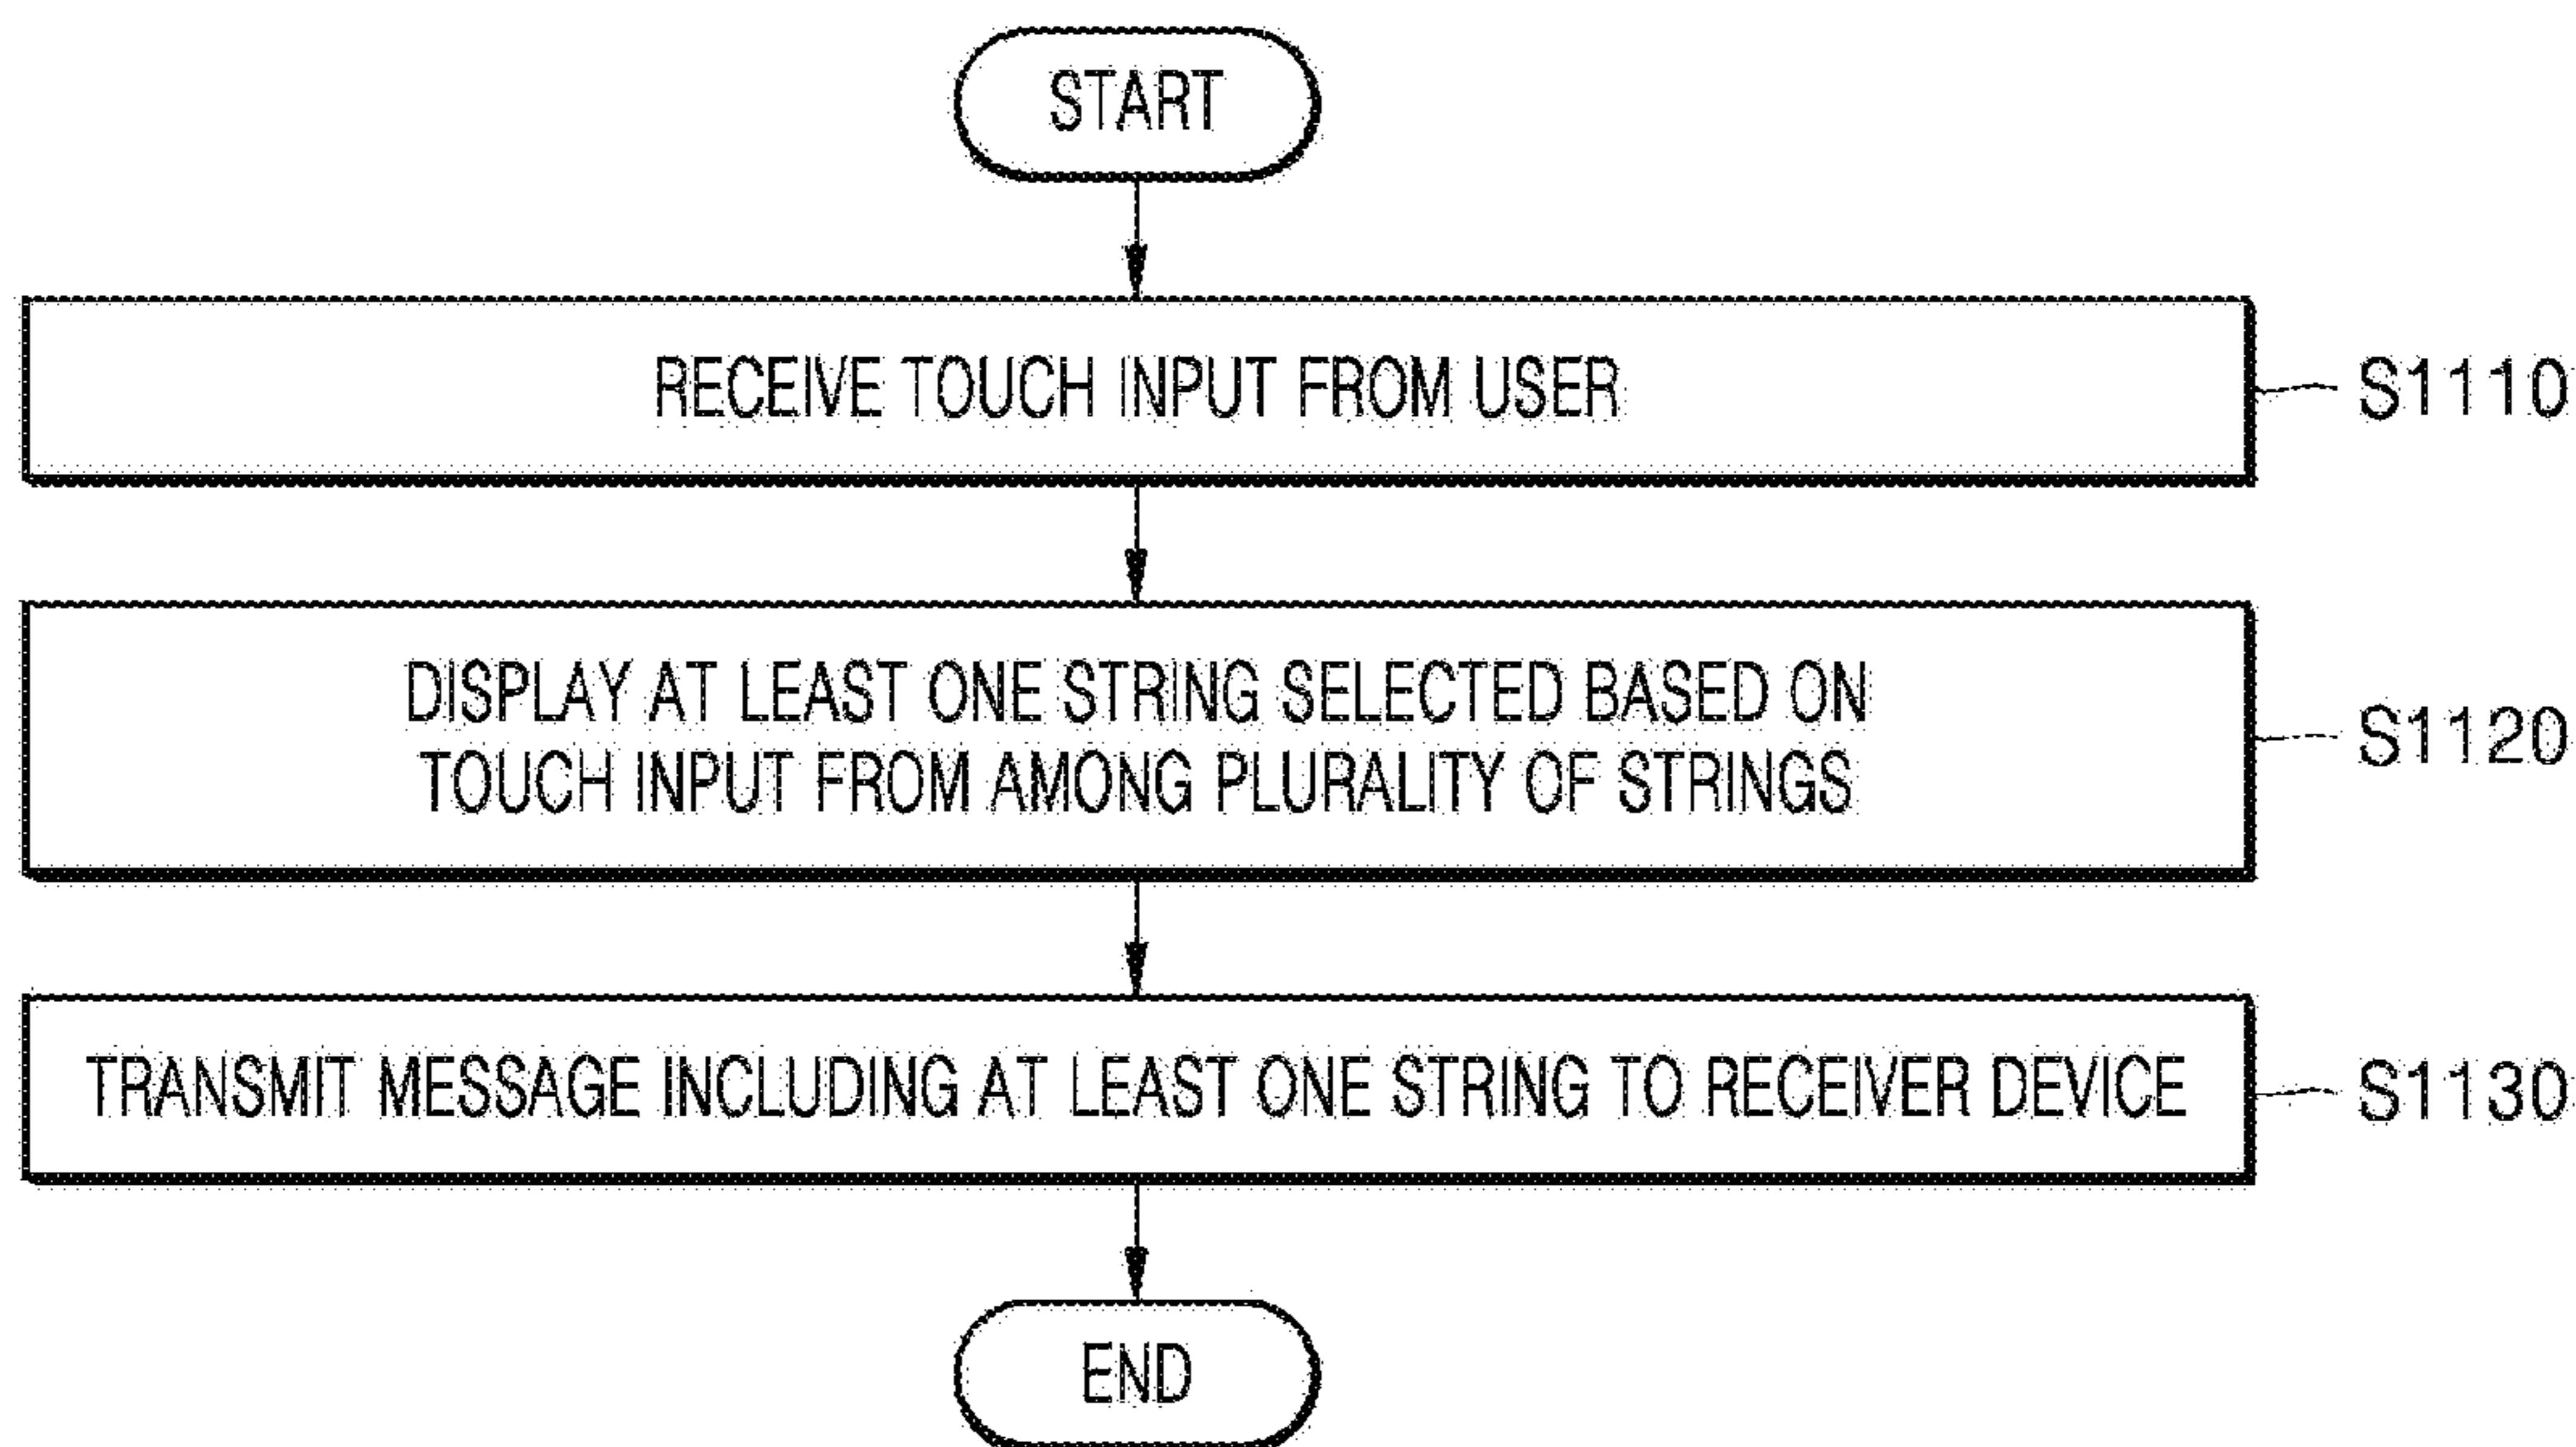 START
RECEIVE TOUCH INPUT FROM USER
S1110
DISPLAY AT LEAST ONE STRING SELECTED BASED ON
TOUCH INPUT FROM AMONG PLURALITY OF STRINGS
S1120
TRANSMIT MESSAGE INCLUDING AT LEAST ONE STRING TO RECEIVER DEVICE
S1130
END